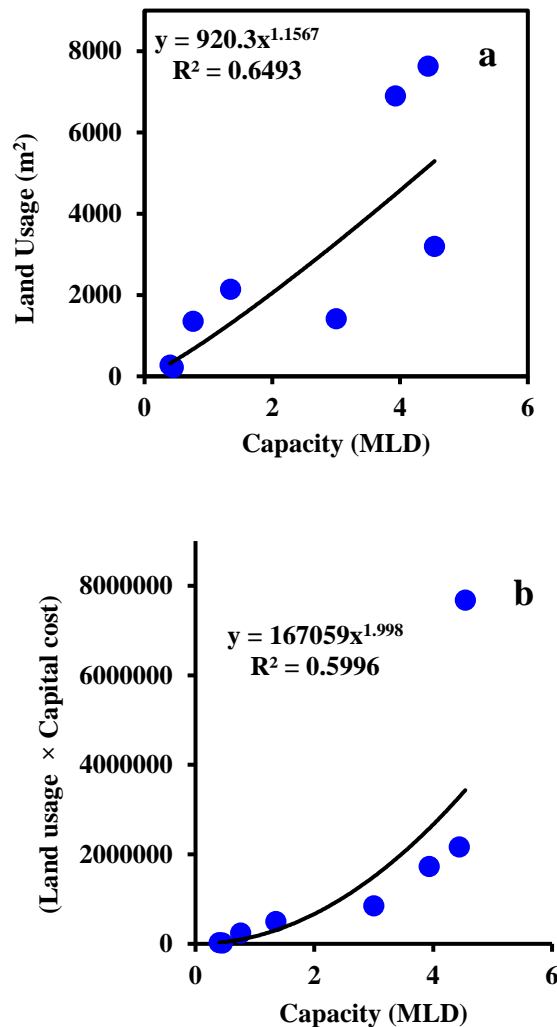 y = 920.3x^1.1567
R² = 0.6493
a
8000
6000
4000
2000
0
0 2 4 6
Land Usage (m²)
Capacity (MLD)
y = 167059x^1.998
R² = 0.5996
b
8000000
6000000
4000000
2000000
0
0 2 4 6
(Land usage × Capital cost)
Capacity (MLD)